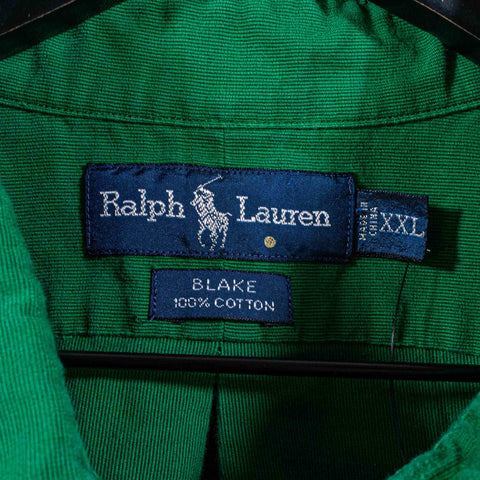 Ralph Lauren
MADE IN
CHINA
XXL
BLAKE
100% COTTON